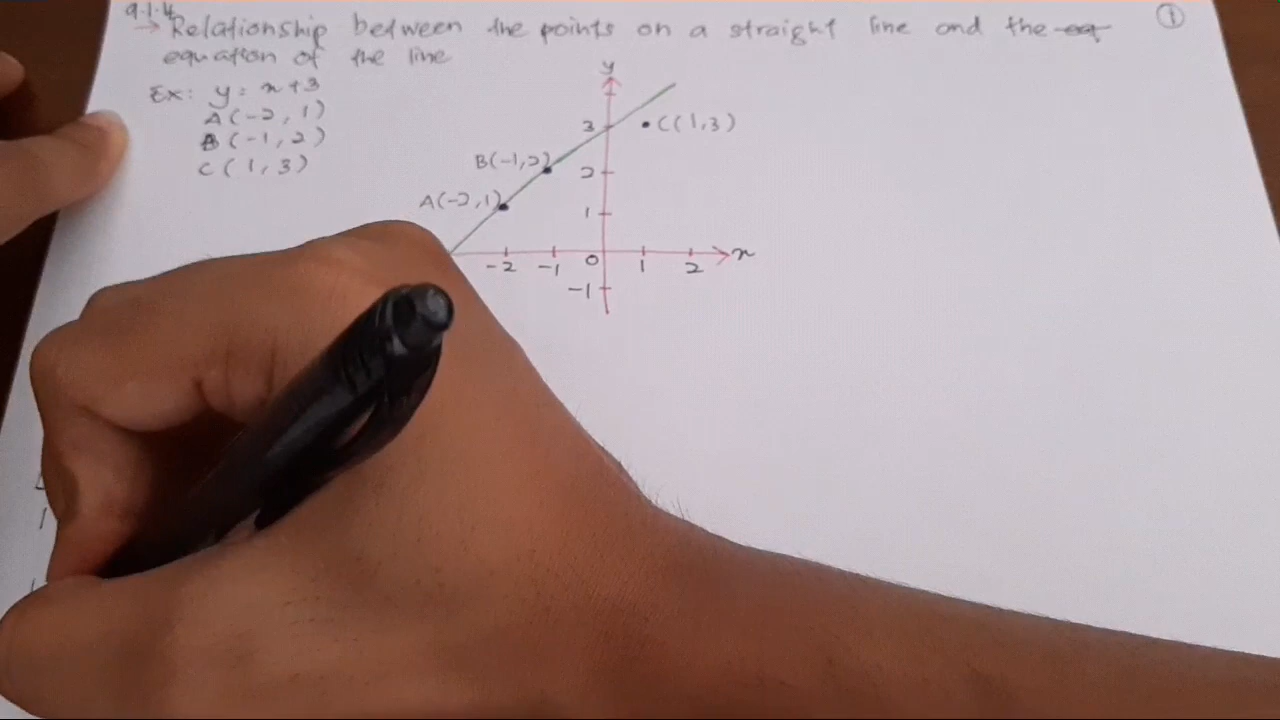 9.1.4
→ Relationship between the points on a straight line and the eq
equation of the line
①
Ex: y = x + 3
A(-2, 1)
B(-1, 2)
C(1, 3)
y
3
C(1,3)
B(-1,2)
2
A(-2,1)
1
x
-2 -1 0 1 2
-1